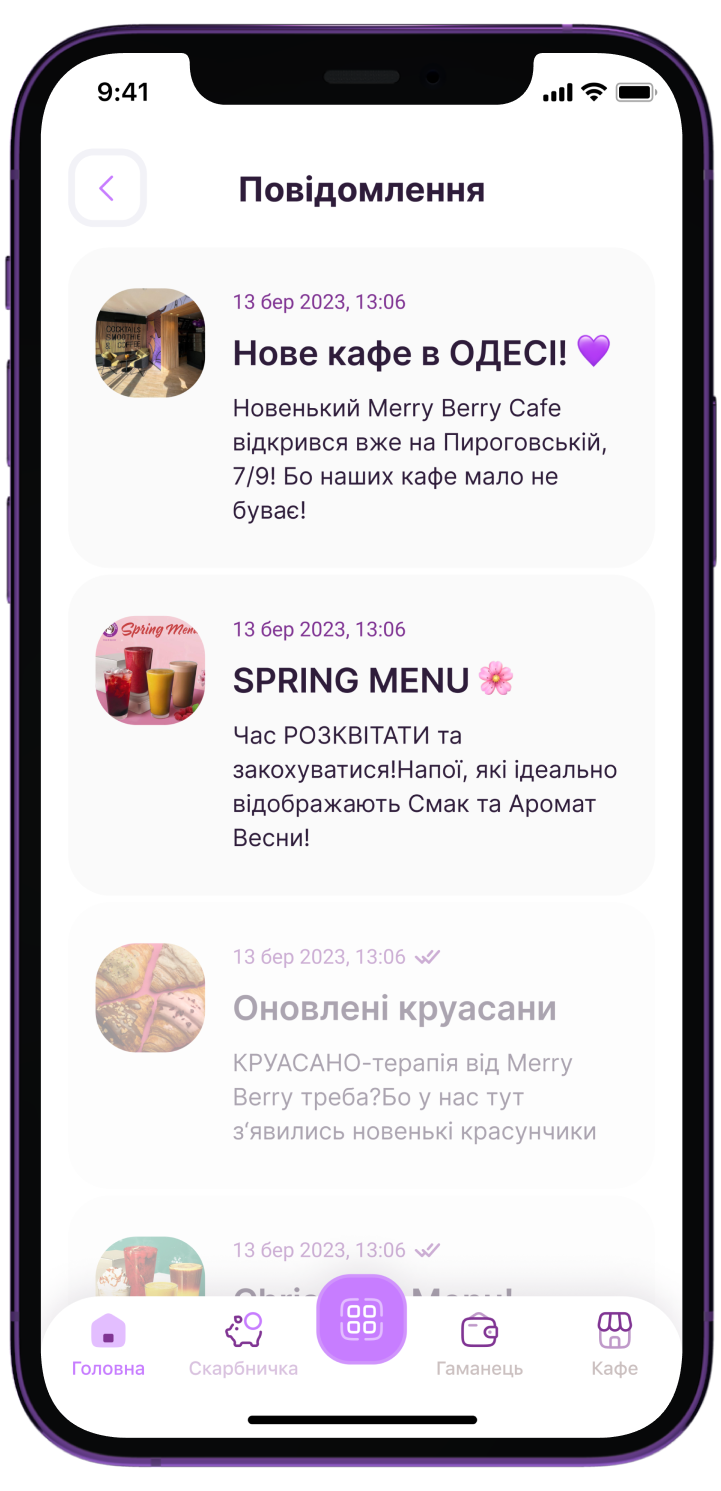 9:41
Повідомлення
13 бер 2023, 13:06
COCKTAILS
SMOOTHIE
& COFFEE
Нове кафе в ОДЕСІ! 💜
Новенький Merry Berry Cafe
відкрився вже на Пироговській,
7/9! Бо наших кафе мало не
буває!
13 бер 2023, 13:06
Spring Menu
SPRING MENU 🌸
Час РОЗКВІТАТИ та
закохуватися!Напої, які ідеально
відображають Смак та Аромат
Весни!
13 бер 2023, 13:06
Оновлені круасани
КРУАСАНО-терапія від Merry
Berry треба?Бо у нас тут
з‘явились новенькі красунчики
13 бер 2023, 13:06
Головна
Скарбничка
Гаманець
Кафе